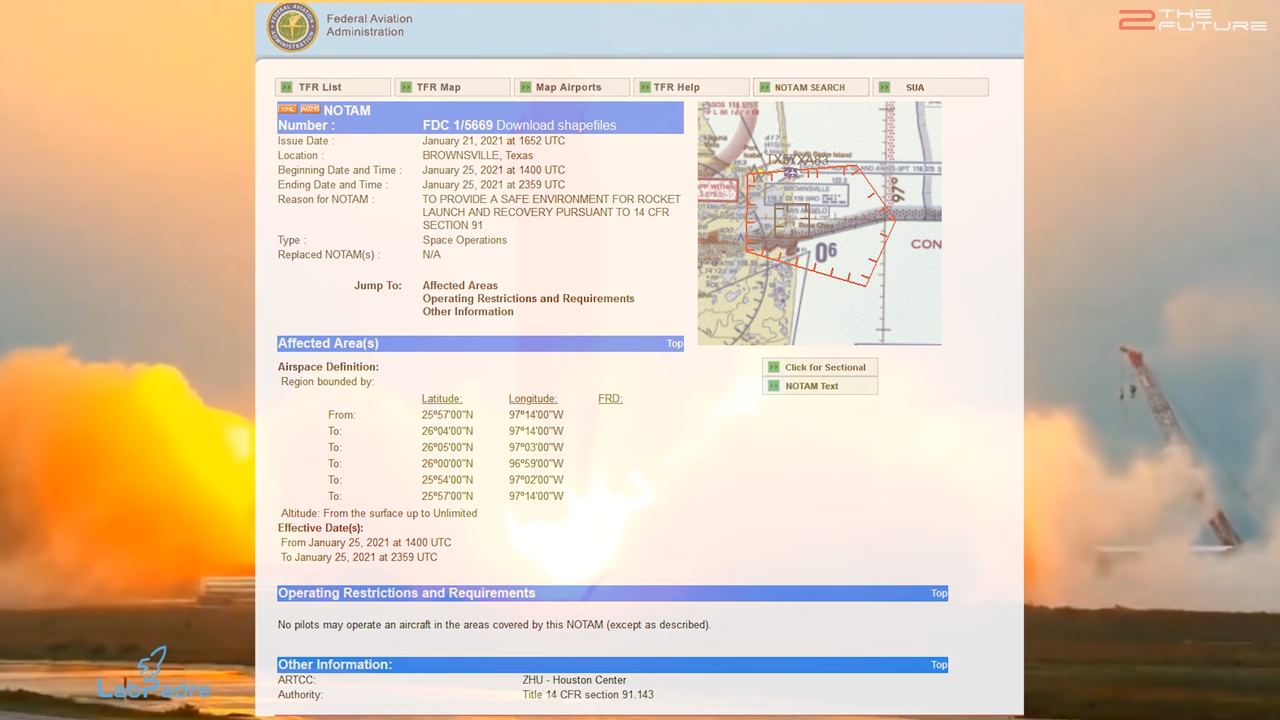 Federal Aviation
Administration
2 THE FUTURE
TFR List
TFR Map
Map Airports
TFR Help
NOTAM SEARCH
SUA
NOTAM
Number : FDC 1/5669 Download shapefiles
Issue Date : January 21, 2021 at 1652 UTC
Location : BROWNSVILLE, Texas
Beginning Date and Time : January 25, 2021 at 1400 UTC
Ending Date and Time : January 25, 2021 at 2359 UTC
Reason for NOTAM : TO PROVIDE A SAFE ENVIRONMENT FOR ROCKET
LAUNCH AND RECOVERY PURSUANT TO 14 CFR
SECTION 91
Type : Space Operations
Replaced NOTAM(s) : N/A
Jump To: Affected Areas
Operating Restrictions and Requirements
Other Information
BROWNSVILLE
97°
06
CON
Affected Area(s) Top
Click for Sectional
NOTAM Text
Airspace Definition:
Region bounded by:
Latitude: Longitude: FRD:
From: 25º57'00"N 97º14'00"W
To: 26º04'00"N 97º14'00"W
To: 26º05'00"N 97º03'00"W
To: 26º00'00"N 96º59'00"W
To: 25º54'00"N 97º02'00"W
To: 25º57'00"N 97º14'00"W
Altitude: From the surface up to Unlimited
Effective Date(s):
From January 25, 2021 at 1400 UTC
To January 25, 2021 at 2359 UTC
Operating Restrictions and Requirements Top
No pilots may operate an aircraft in the areas covered by this NOTAM (except as described).
Other Information: Top
ARTCC: ZHU - Houston Center
Authority: Title 14 CFR section 91.143
LabPadre